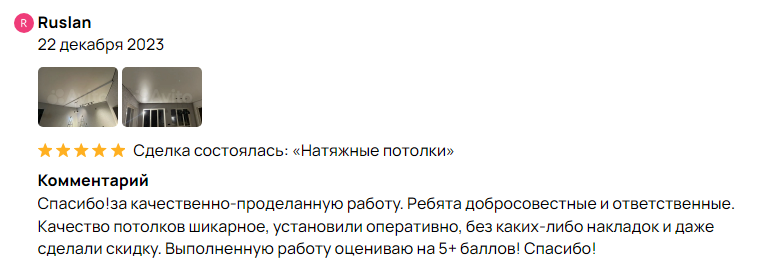 R Ruslan
22 декабря 2023
Сделка состоялась: «Натяжные потолки»
Комментарий
Спасибо!за качественно-проделанную работу. Ребята добросовестные и ответственные.
Качество потолков шикарное, установили оперативно, без каких-либо накладок и даже
сделали скидку. Выполненную работу оцениваю на 5+ баллов! Спасибо!